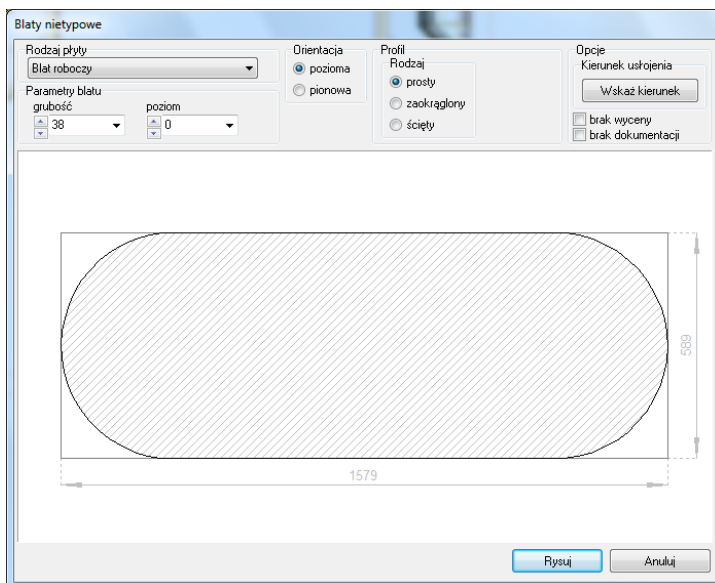 Blaty nietypowe
Rodzaj płyty
Blat roboczy
Parametry blatu
grubość
poziom
38
0
Orientacja
pozioma
pionowa
Profil
Rodzaj
prosty
zaokrąglony
ścięty
Opcje
Kierunek usłojenia
Wskaż kierunek
brak wyceny
brak dokumentacji
589
1579
Rysuj
Anuluj